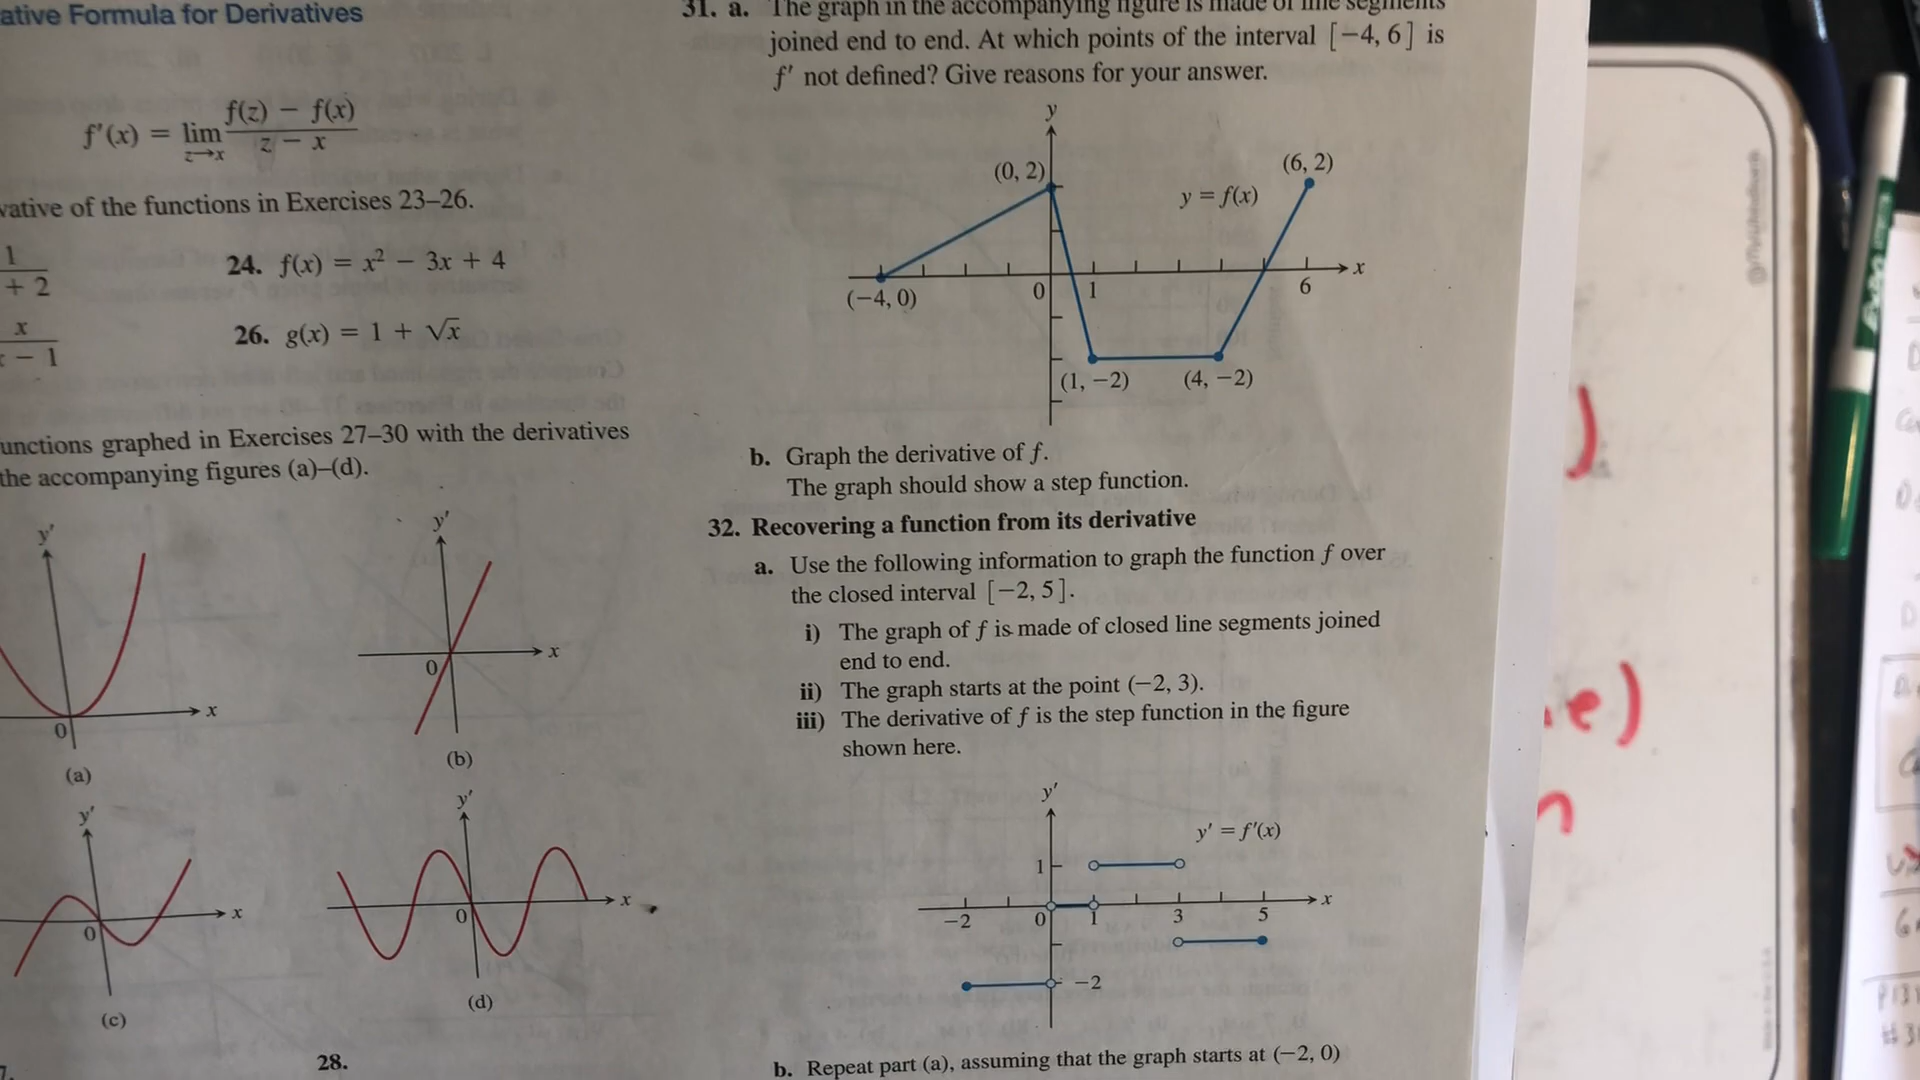 ative Formula for Derivatives
f'(x) = lim z→x f(z) − f(x) / z − x
vative of the functions in Exercises 23–26.
1 / + 2
24. f(x) = x² − 3x + 4
x / − 1
26. g(x) = 1 + √x
unctions graphed in Exercises 27–30 with the derivatives
the accompanying figures (a)–(d).
y'
x
0
(a)
y'
x
0
(b)
y'
x
0
(c)
y'
x
0
(d)
28.
31. a. The graph in the accompanying figure is made of line segments
joined end to end. At which points of the interval [−4, 6] is
f' not defined? Give reasons for your answer.
y
(0, 2)
(6, 2)
y = f(x)
x
(−4, 0)
0
1
6
(1, −2)
(4, −2)
b. Graph the derivative of f.
The graph should show a step function.
32. Recovering a function from its derivative
a. Use the following information to graph the function f over
the closed interval [−2, 5].
i) The graph of f is made of closed line segments joined
end to end.
ii) The graph starts at the point (−2, 3).
iii) The derivative of f is the step function in the figure
shown here.
y'
y' = f'(x)
1
x
−2
0
1
3
5
−2
b. Repeat part (a), assuming that the graph starts at (−2, 0)